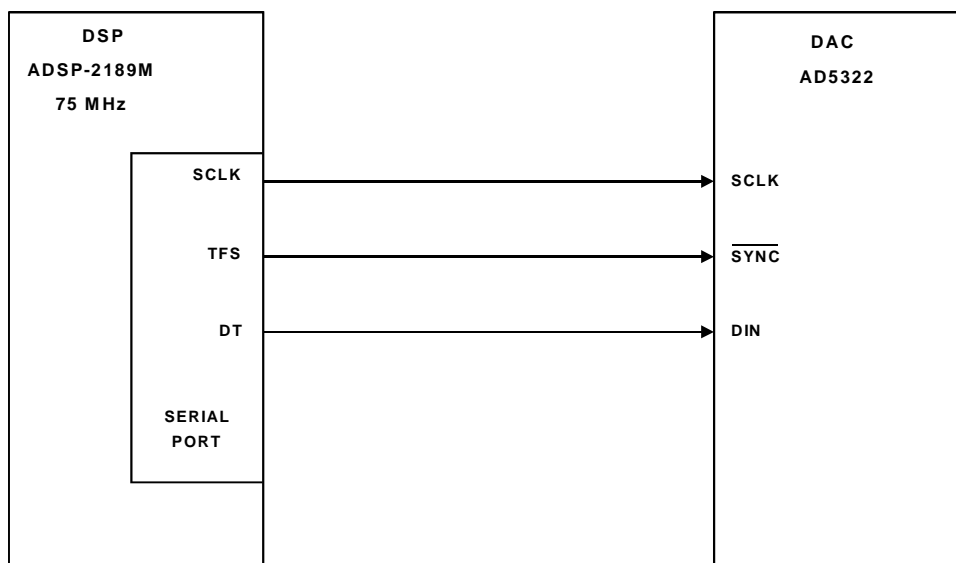 DSP
ADSP-2189M
75 MHz
SCLK
TFS
DT
SERIAL
PORT
DAC
AD5322
SCLK
SYNC
DIN